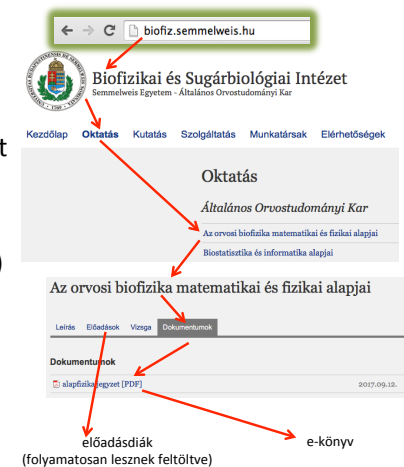 biofiz.semmelweis.hu
Biofizikai és Sugárbiológiai Intézet
Semmelweis Egyetem - Általános Orvostudományi Kar
Kezdőlap Oktatás Kutatás Szolgáltatás Munkatársak Elérhetőségek
t
Oktatás
Általános Orvostudományi Kar
Az orvosi biofizika matematikai és fizikai alapjai
Biostatisztika és informatika alapjai
)
Az orvosi biofizika matematikai és fizikai alapjai
Leírás Előadások Vizsga Dokumentumok
Dokumentumok
alapfizika jegyzet [PDF] 2017.09.12.
előadásdiák e-könyv
(folyamatosan lesznek feltöltve)